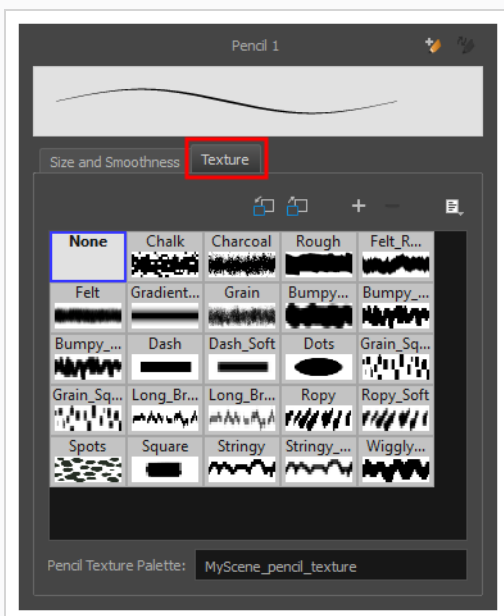 Pencil 1
Size and Smoothness Texture
None Chalk Charcoal Rough Felt_R...
Felt Gradient... Grain Bumpy... Bumpy_...
Bumpy_... Dash Dash_Soft Dots Grain_Sq...
Grain_Sq... Long_Br... Long_Br... Ropy Ropy_Soft
Spots Square Stringy Stringy_... Wiggly...
Pencil Texture Palette: MyScene_pencil_texture